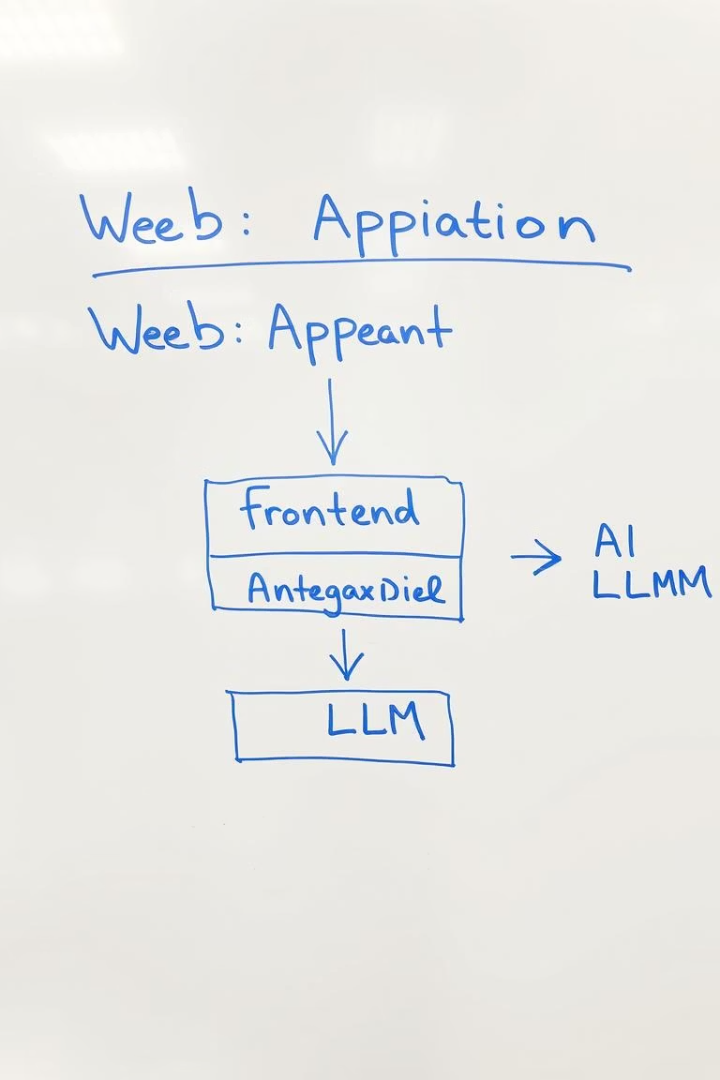 Weeb: Appiation
Weeb: Appeant
frontend
AntegaxDiel
AI
LLMM
LLM